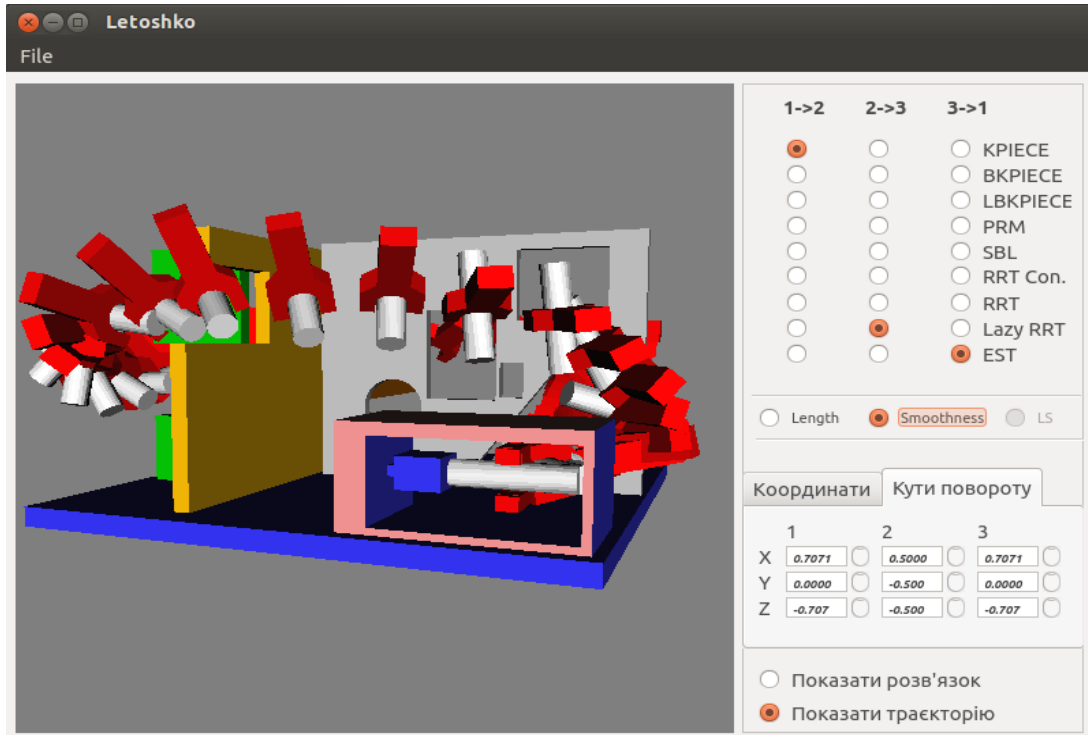 Letoshko
File
1->2 2->3 3->1
KPIECE
BKPIECE
LBKPIECE
PRM
SBL
RRT Con.
RRT
Lazy RRT
EST
Length Smoothness LS
Координати Кути повороту
1 2 3
X 0.7071 0.5000 0.7071
Y 0.0000 -0.500 0.0000
Z -0.707 -0.500 -0.707
Показати розв'язок
Показати траєкторію